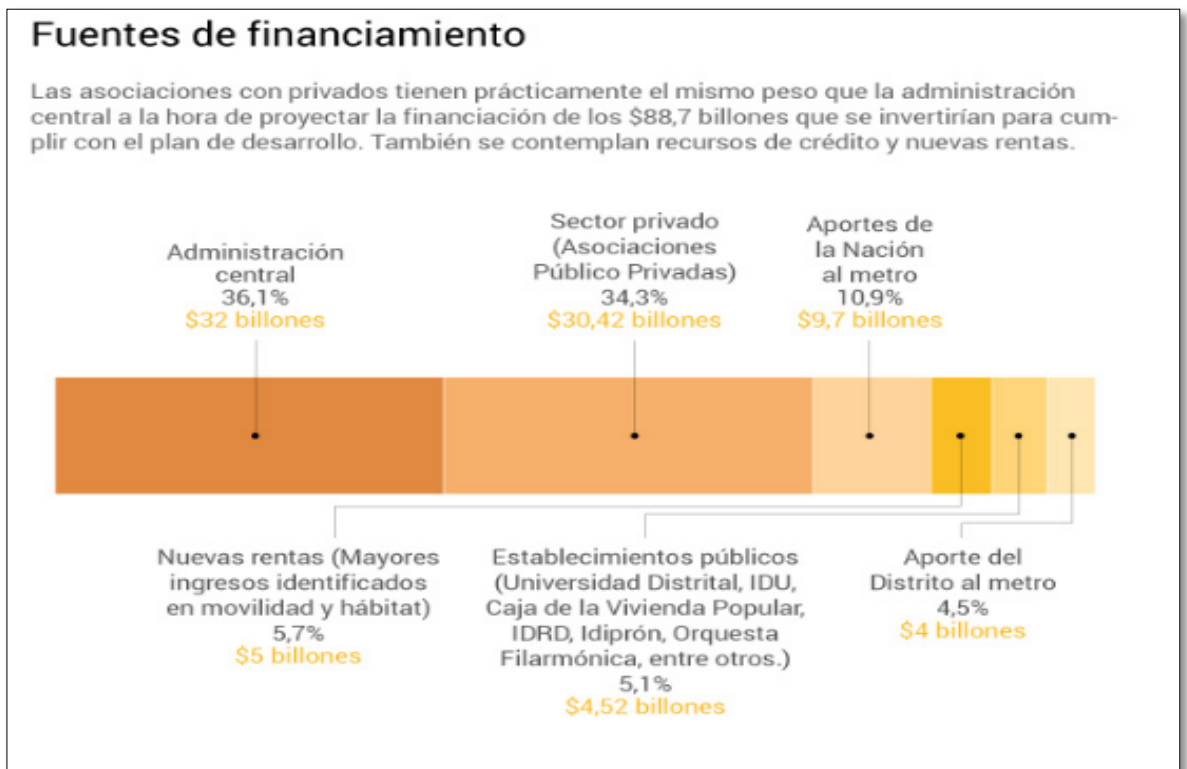 Fuentes de financiamiento
Las asociaciones con privados tienen prácticamente el mismo peso que la administración
central a la hora de proyectar la financiación de los $88,7 billones que se invertirían para cum-
plir con el plan de desarrollo. También se contemplan recursos de crédito y nuevas rentas.
Administración
central
36,1%
$32 billones
Sector privado
(Asociaciones
Público Privadas)
34,3%
$30,42 billones
Aportes de
la Nación
al metro
10,9%
$9,7 billones
Nuevas rentas (Mayores
ingresos identificados
en movilidad y hábitat)
5,7%
$5 billones
Establecimientos públicos
(Universidad Distrital, IDU,
Caja de la Vivienda Popular,
IDRD, Idiprón, Orquesta
Filarmónica, entre otros.)
5,1%
$4,52 billones
Aporte del
Distrito al metro
4,5%
$4 billones